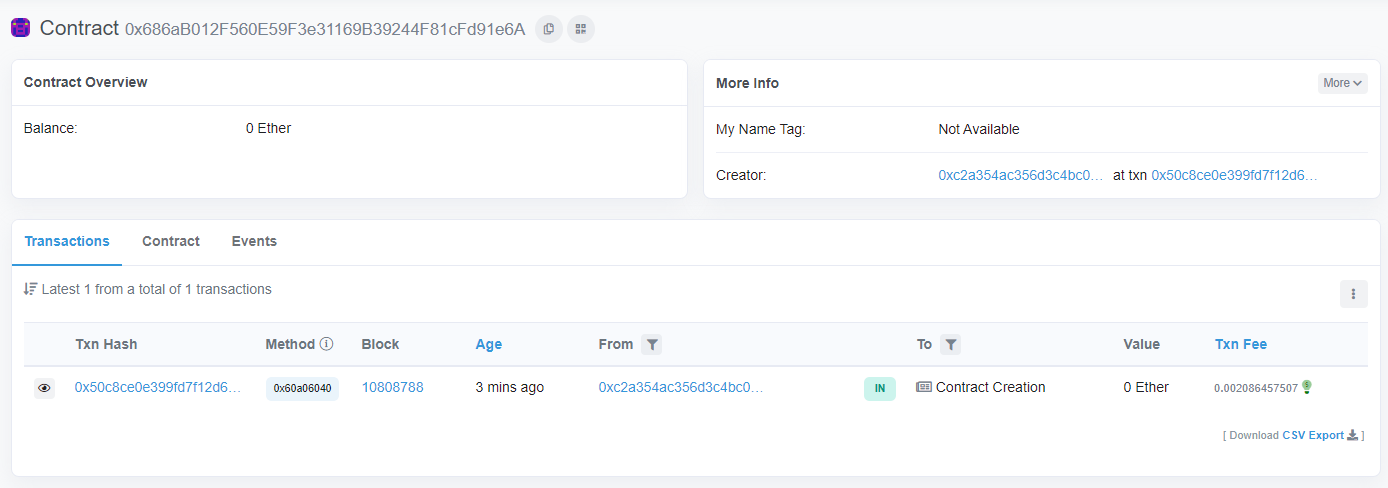 Contract 0x686aB012F560E59F3e31169B39244F81cFd91e6A
Contract Overview
Balance: 0 Ether
More Info More
My Name Tag: Not Available
Creator: 0xc2a354ac356d3c4bc0... at txn 0x50c8ce0e399fd7f12d6...
Transactions Contract Events
Latest 1 from a total of 1 transactions
Txn Hash Method Block Age From To Value Txn Fee
0x50c8ce0e399fd7f12d6... 0x60a06040 10808788 3 mins ago 0xc2a354ac356d3c4bc0... IN Contract Creation 0 Ether 0.002086457507
[ Download CSV Export ]